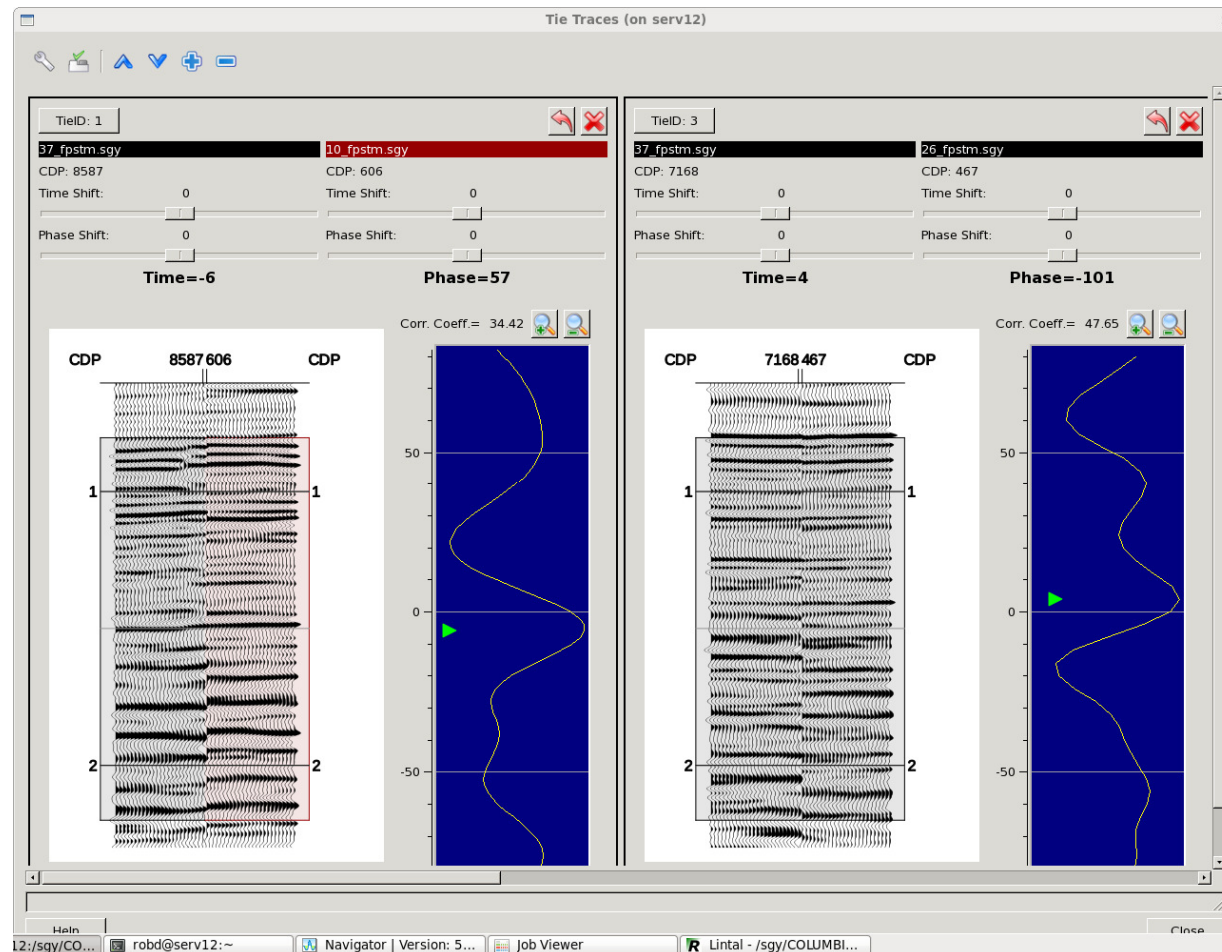 Tie Traces (on serv12)
TieID: 1
37_fpstm.sgy 10_fpstm.sgy
CDP: 8587 CDP: 606
Time Shift: 0 Time Shift: 0
Phase Shift: 0 Phase Shift: 0
Time=-6 Phase=57
Corr. Coeff.= 34.42
CDP 8587 606 CDP
50
1 1
0
-50
2 2
TieID: 3
37_fpstm.sgy 26_fpstm.sgy
CDP: 7168 CDP: 467
Time Shift: 0 Time Shift: 0
Phase Shift: 0 Phase Shift: 0
Time=4 Phase=-101
Corr. Coeff.= 47.65
CDP 7168 467 CDP
50
1 1
0
-50
2 2
Help Close
12:/sgy/CO... robd@serv12:~ Navigator | Version: 5... Job Viewer Lintal - /sgy/COLUMBI...